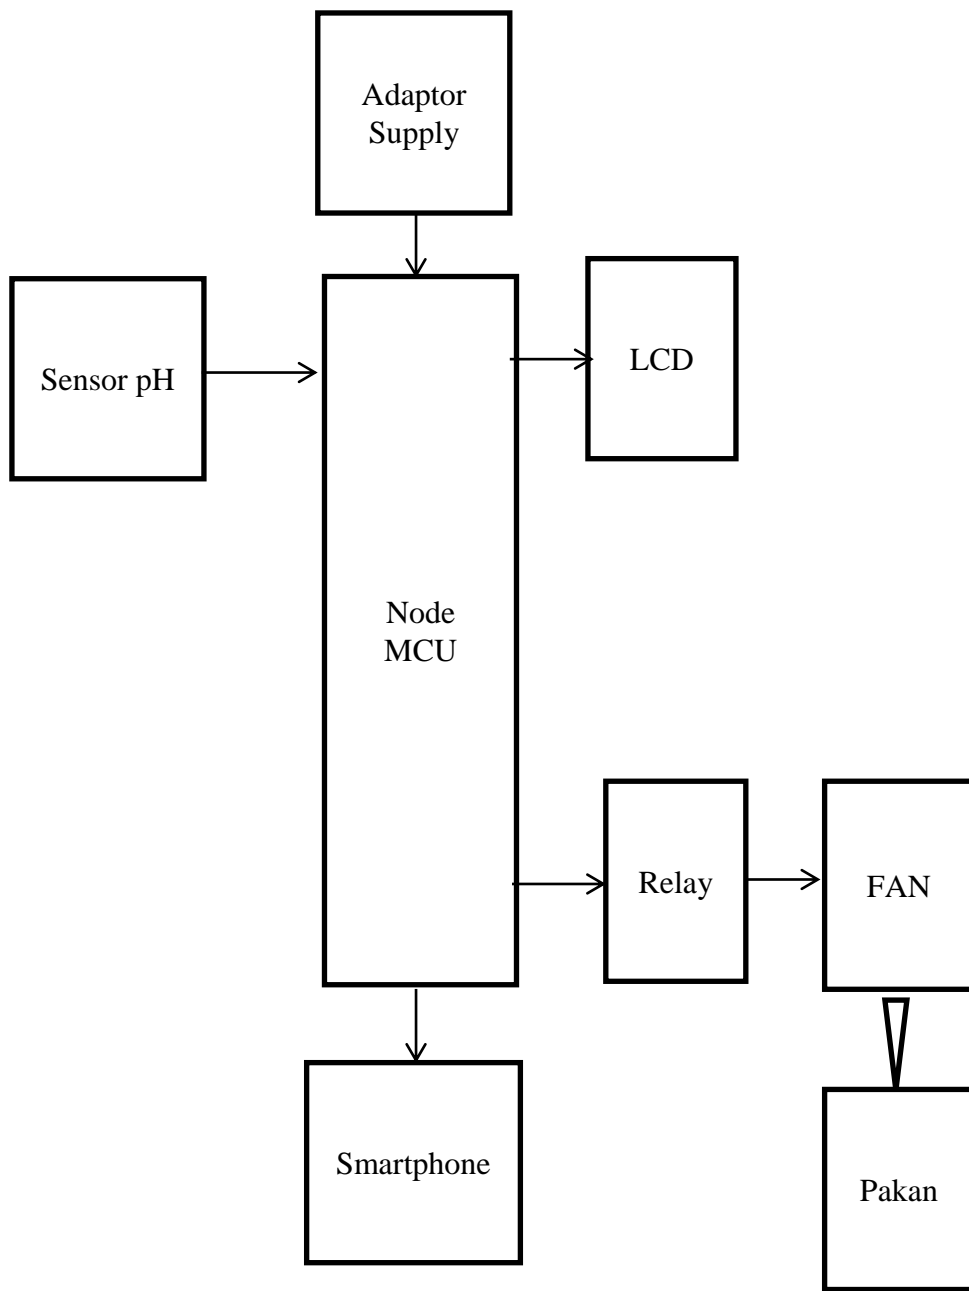 Adaptor
Supply
Sensor pH
LCD
Node
MCU
Relay
FAN
Smartphone
Pakan